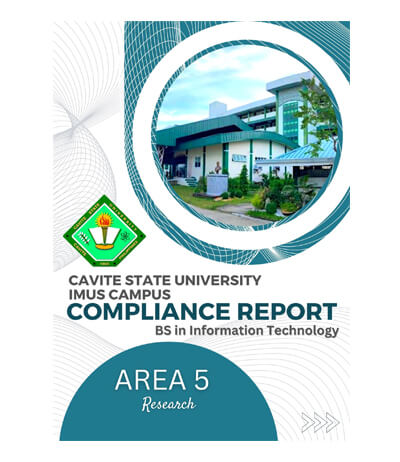 CAVITE STATE UNIVERSITY
IMUS CAMPUS
COMPLIANCE REPORT
BS in Information Technology
AREA 5
Research